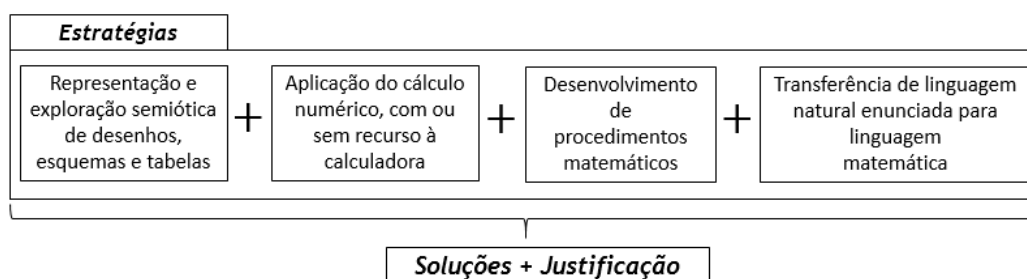 Estratégias
Representação e
exploração semiótica
de desenhos,
esquemas e tabelas
+
Aplicação do cálculo
numérico, com ou
sem recurso à
calculadora
+
Desenvolvimento
de
procedimentos
matemáticos
+
Transferência de linguagem
natural enunciada para
linguagem
matemática
Soluções + Justificação